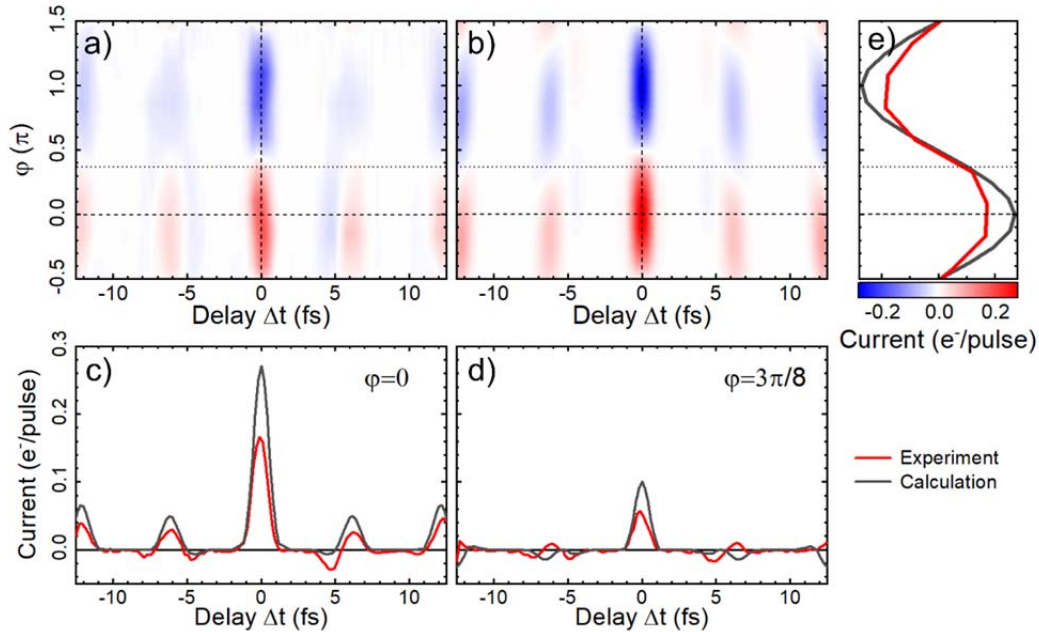 a)
b)
e)
1.5
1.0
0.5
0.0
-0.5
φ (π)
-10 -5 0 5 10
Delay Δt (fs)
-10 -5 0 5 10
Delay Δt (fs)
-0.2 0.0 0.2
Current (e⁻/pulse)
c)
φ=0
d)
φ=3π/8
0.3
0.2
0.1
0.0
Current (e⁻/pulse)
Experiment
Calculation
-10 -5 0 5 10
Delay Δt (fs)
-10 -5 0 5 10
Delay Δt (fs)